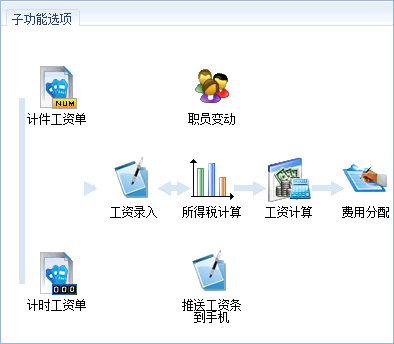 子功能选项
NUM
计件工资单
职员变动
工资录入
所得税计算
工资计算
费用分配
000
计时工资单
推送工资条
到手机